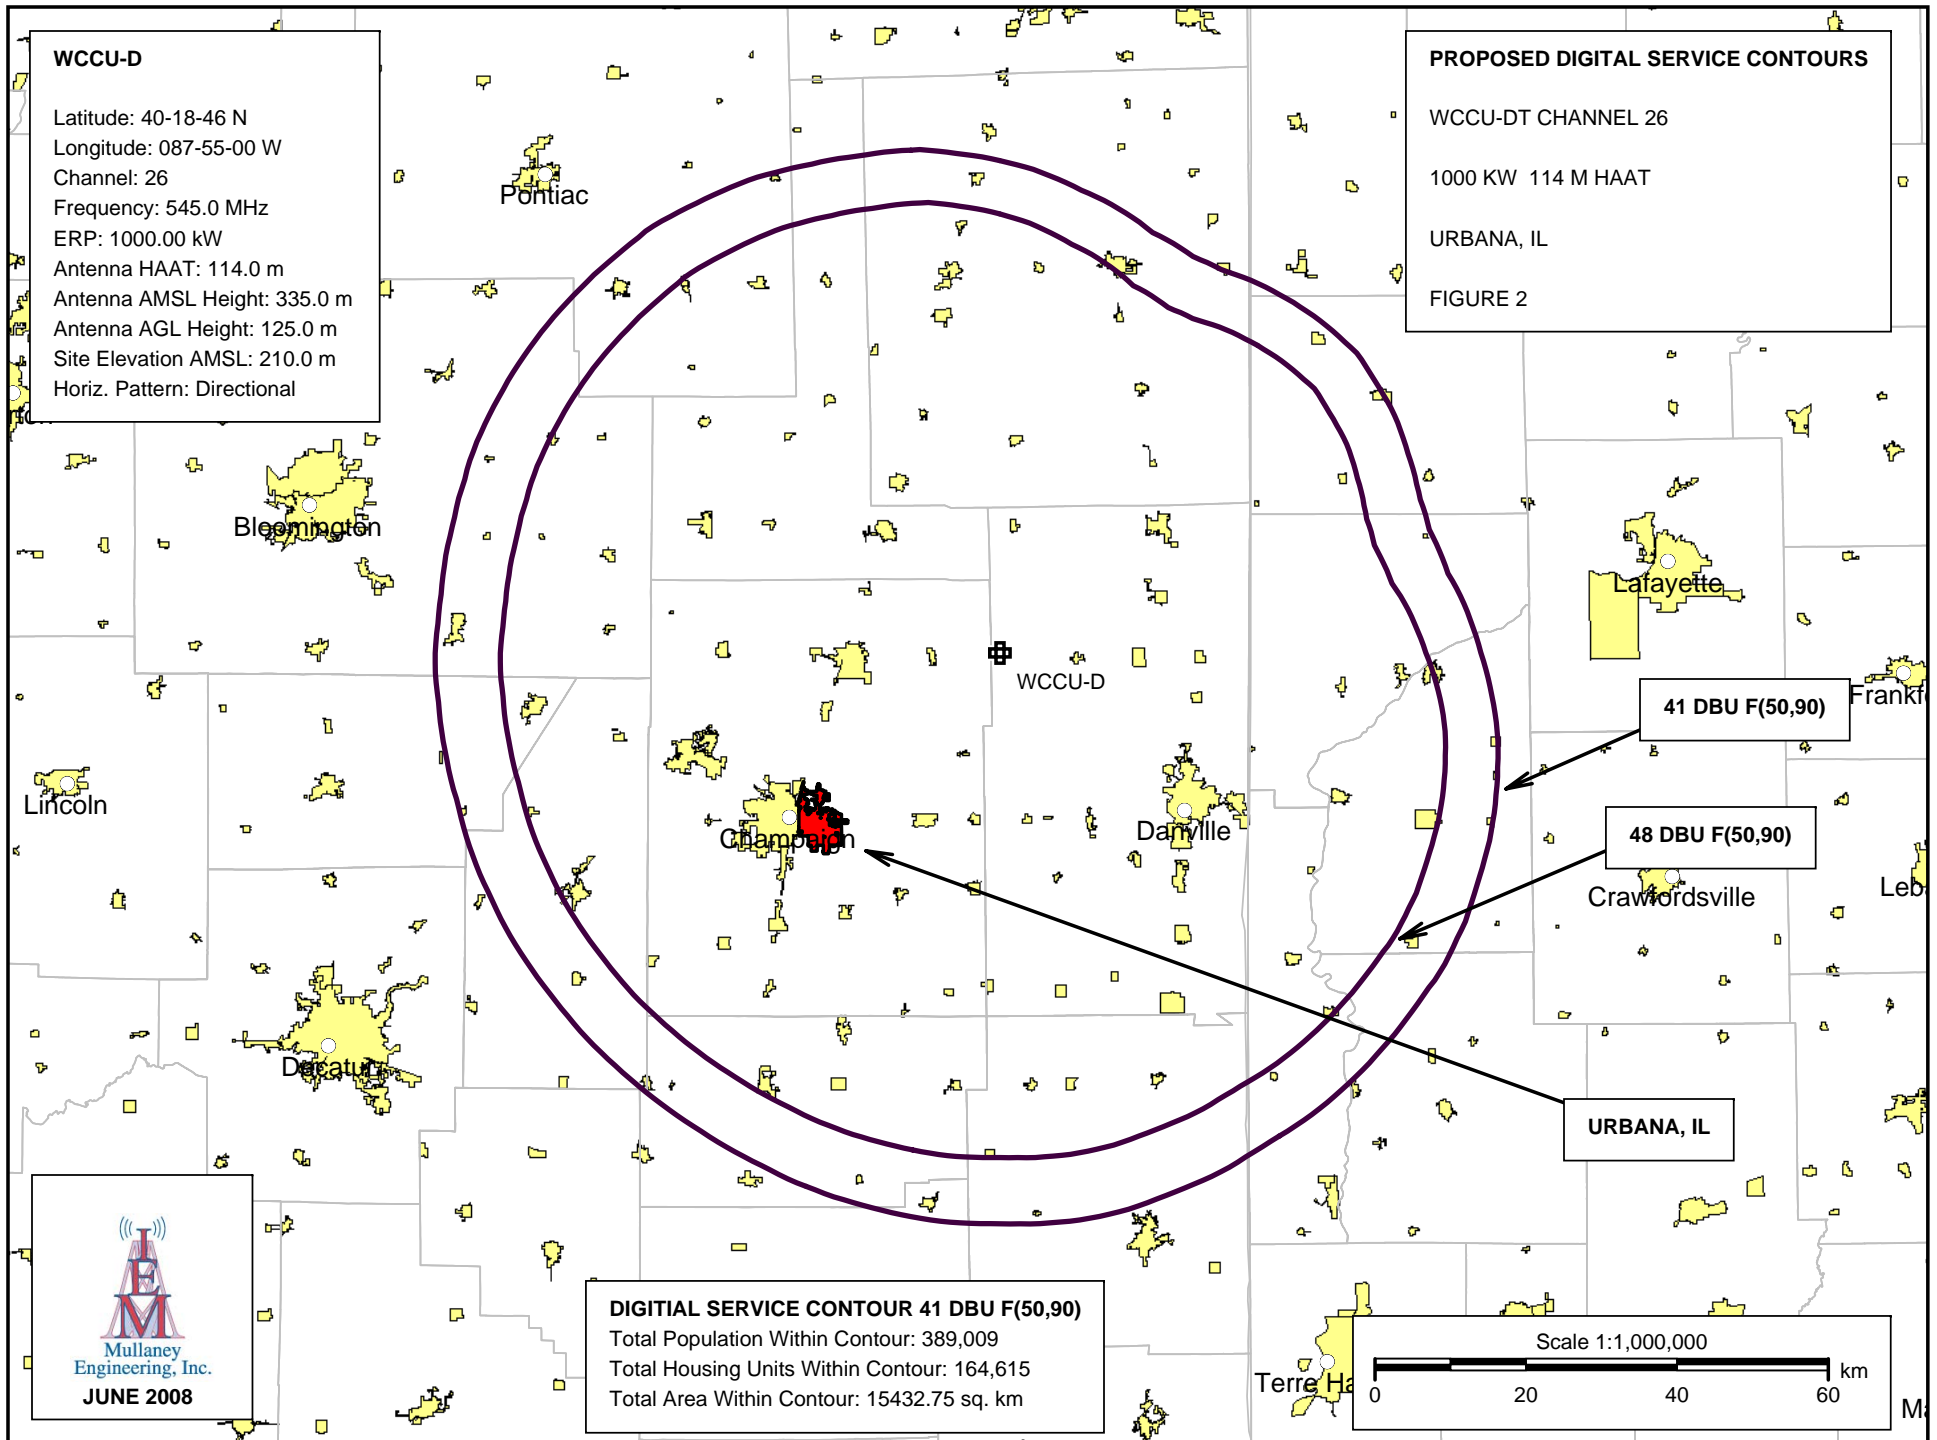 WCCU-D
Latitude: 40-18-46 N
Longitude: 087-55-00 W
Channel: 26
Frequency: 545.0 MHz
ERP: 1000.00 kW
Antenna HAAT: 114.0 m
Antenna AMSL Height: 335.0 m
Antenna AGL Height: 125.0 m
Site Elevation AMSL: 210.0 m
Horiz. Pattern: Directional
PROPOSED DIGITAL SERVICE CONTOURS
WCCU-DT CHANNEL 26
1000 KW 114 M HAAT
URBANA, IL
FIGURE 2
Pontiac
Bloomington
Lafayette
WCCU-D
Frankf
41 DBU F(50,90)
Lincoln
Champaign
Danville
48 DBU F(50,90)
Crawfordsville
Leb
Decatur
URBANA, IL
IEM
Mullaney
Engineering, Inc.
JUNE 2008
DIGITIAL SERVICE CONTOUR 41 DBU F(50,90)
Total Population Within Contour: 389,009
Total Housing Units Within Contour: 164,615
Total Area Within Contour: 15432.75 sq. km
Terre Ha
Scale 1:1,000,000
km
0 20 40 60